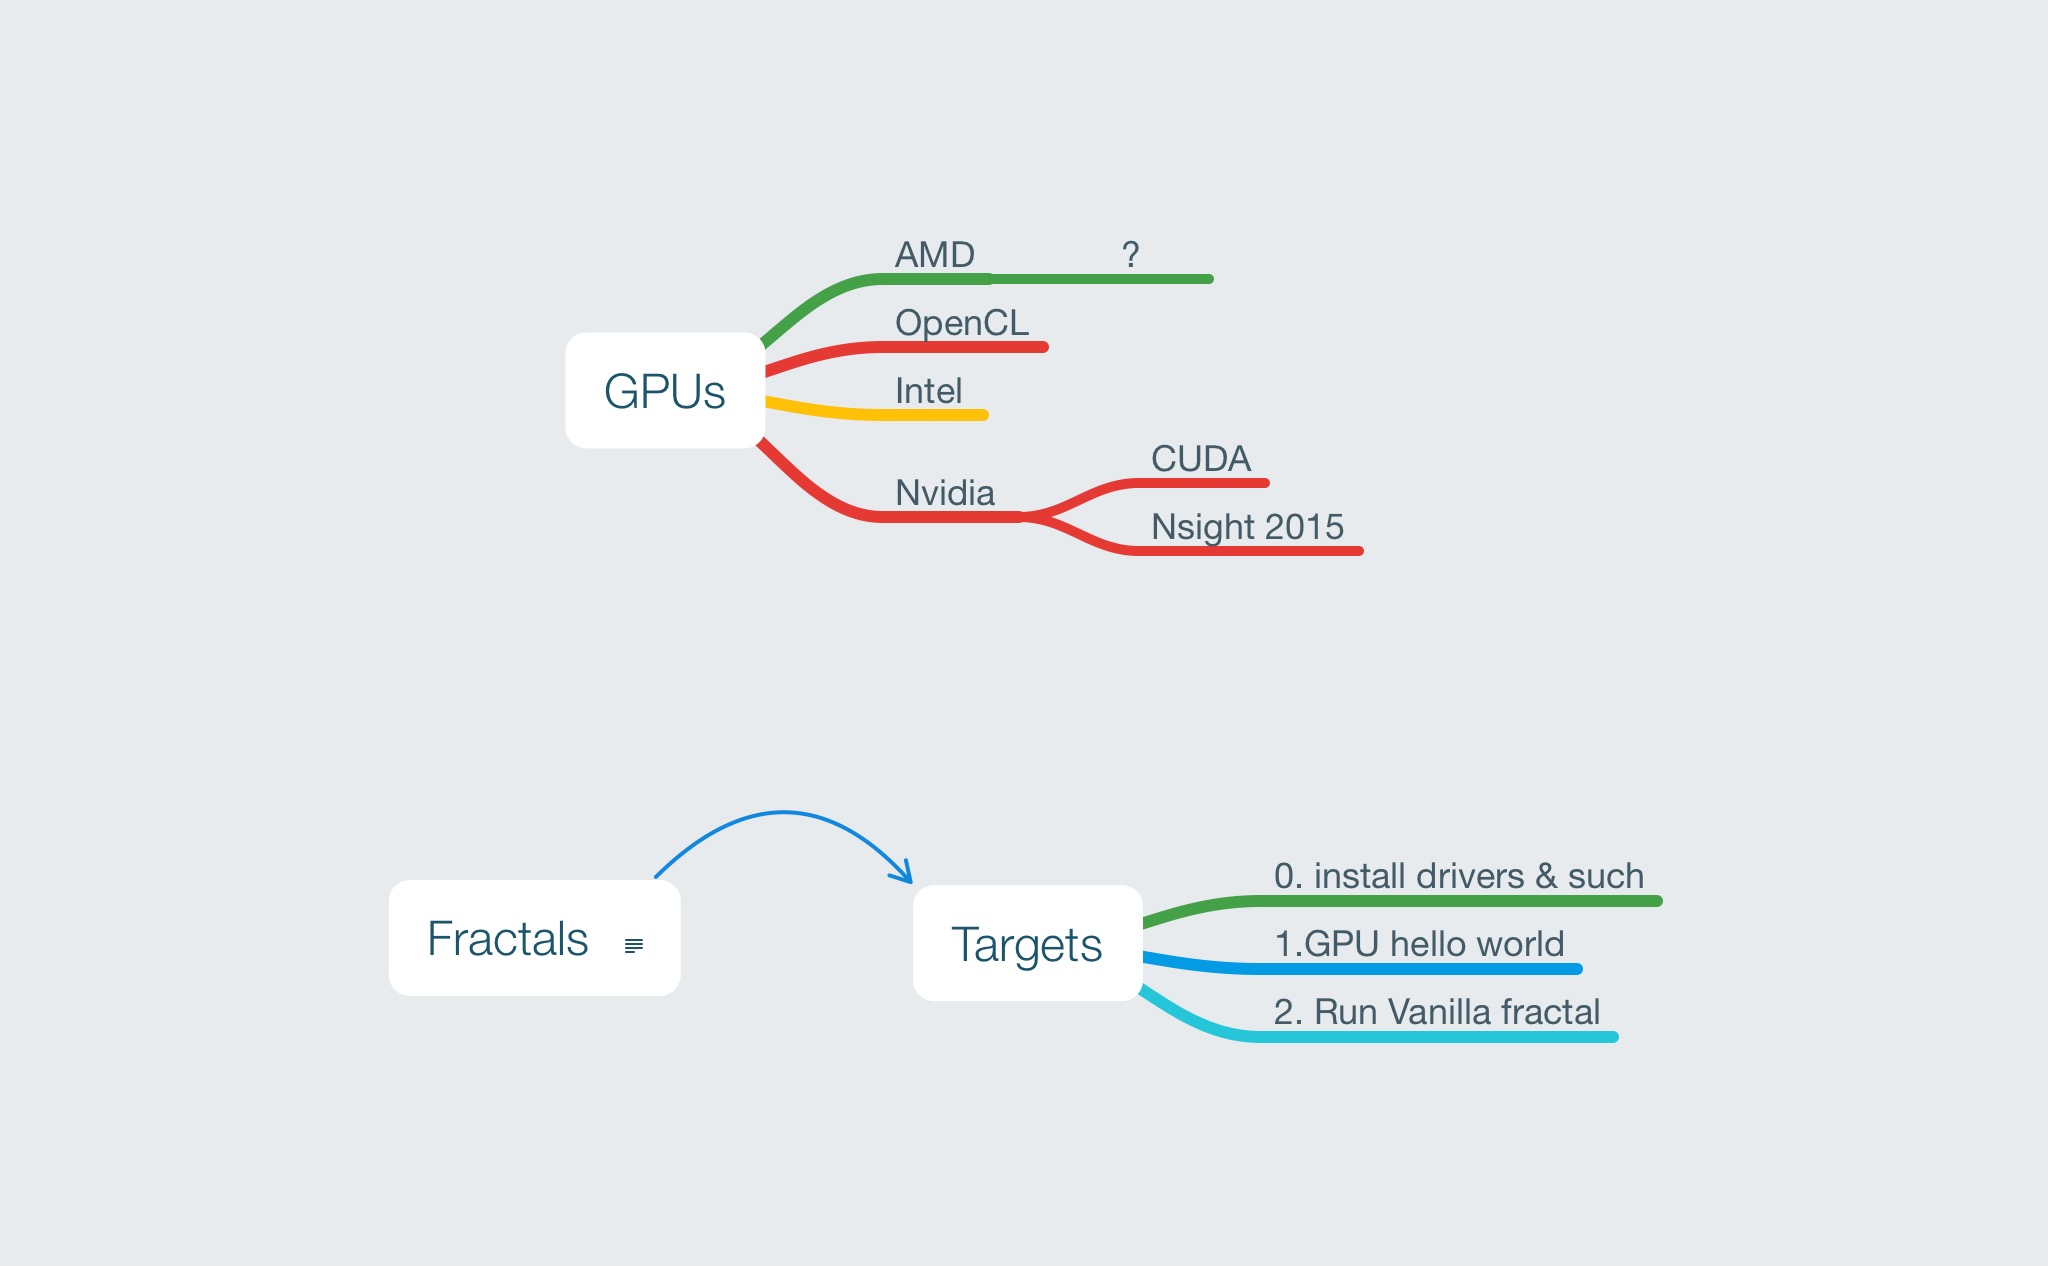 AMD ?
OpenCL
GPUs
Intel
CUDA
Nvidia
Nsight 2015
0. install drivers & such
Fractals
Targets
1.GPU hello world
2. Run Vanilla fractal